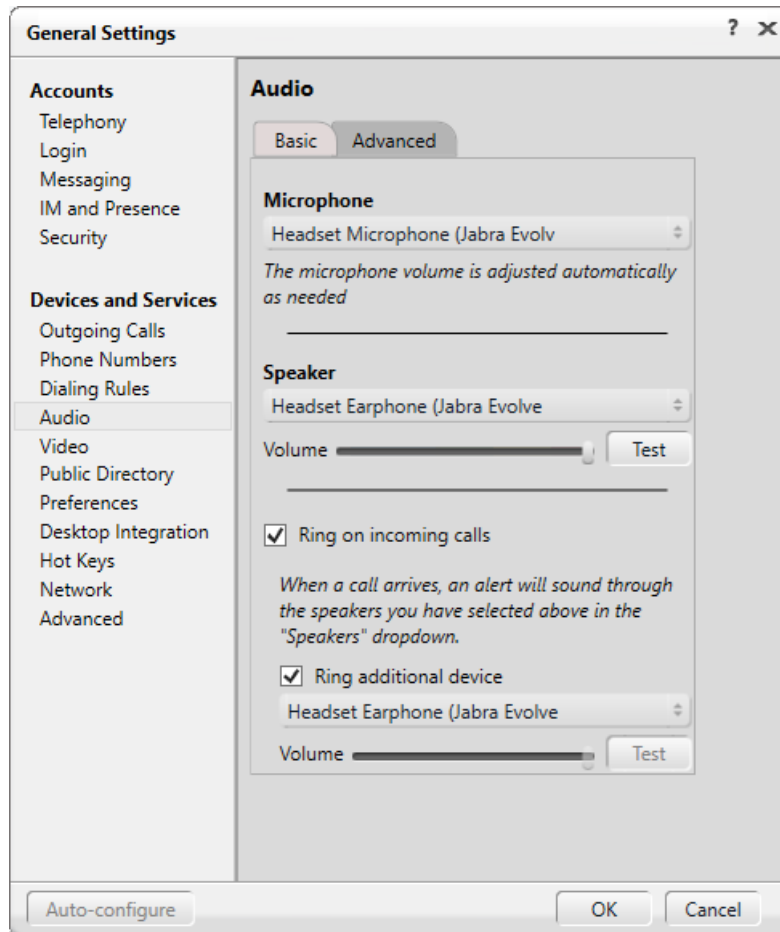 General Settings
?
Accounts
Telephony
Login
Messaging
IM and Presence
Security
Devices and Services
Outgoing Calls
Phone Numbers
Dialing Rules
Audio
Video
Public Directory
Preferences
Desktop Integration
Hot Keys
Network
Advanced
Audio
Basic Advanced
Microphone
Headset Microphone (Jabra Evolv
The microphone volume is adjusted automatically
as needed
Speaker
Headset Earphone (Jabra Evolve
Volume Test
Ring on incoming calls
When a call arrives, an alert will sound through
the speakers you have selected above in the
"Speakers" dropdown.
Ring additional device
Headset Earphone (Jabra Evolve
Volume Test
Auto-configure OK Cancel